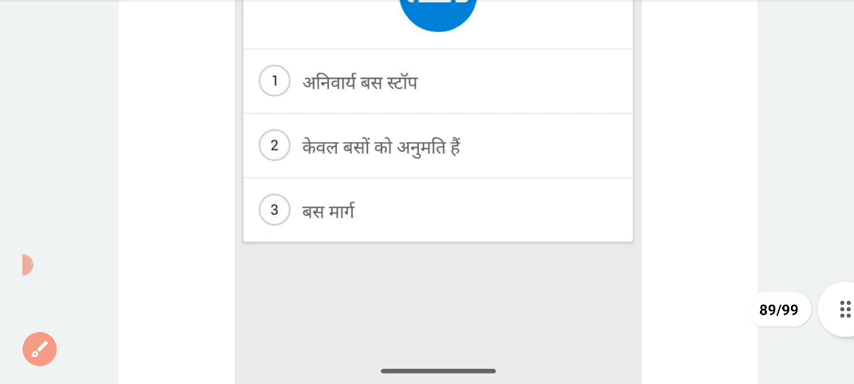 1 अनिवार्य बस स्टॉप
2 केवल बसों को अनुमति हैं
3 बस मार्ग
89/99